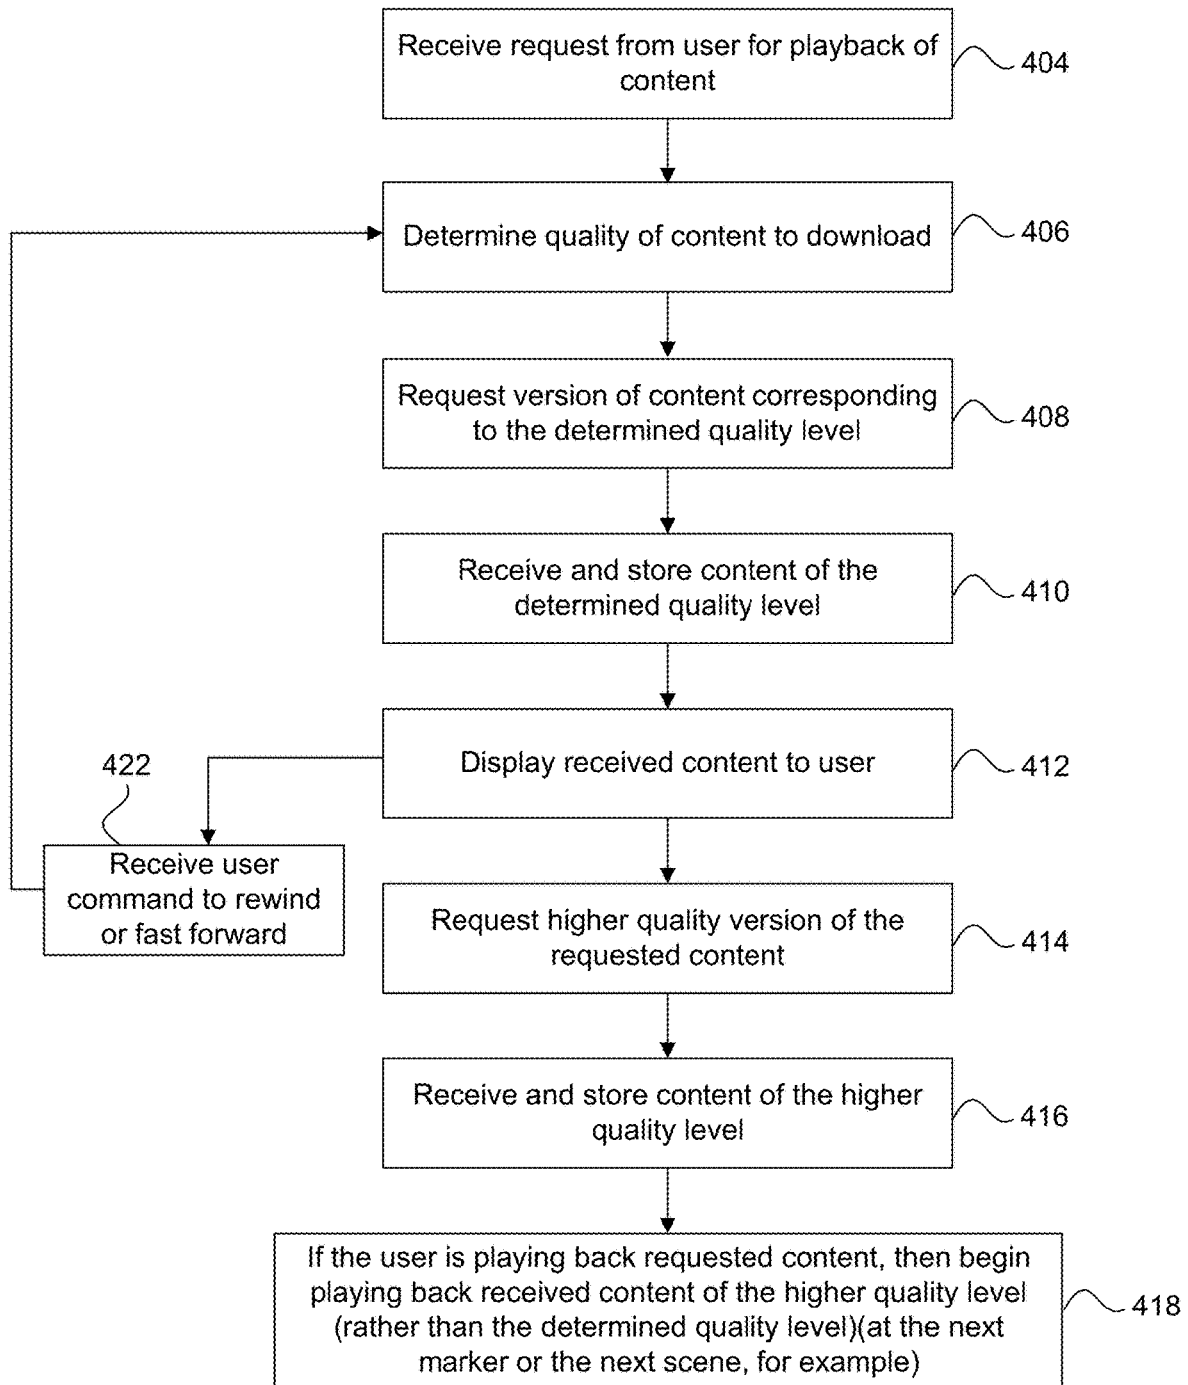 Receive request from user for playback of
content
404
Determine quality of content to download
406
Request version of content corresponding
to the determined quality level
408
Receive and store content of the
determined quality level
410
Display received content to user
412
422
Receive user
command to rewind
or fast forward
Request higher quality version of the
requested content
414
Receive and store content of the higher
quality level
416
If the user is playing back requested content, then begin
playing back received content of the higher quality level
(rather than the determined quality level)(at the next
marker or the next scene, for example)
418